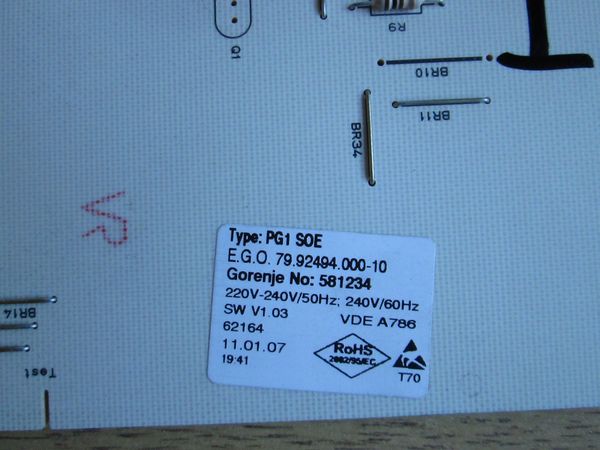 R9
Q1
BR10
BR11
BR34
VR
Type: PG1 SOE
E.G.O. 79.92494.000-10
Gorenje No: 581234
220V-240V/50Hz; 240V/60Hz
SW V1.03 VDE A786
62164
11.01.07
19:41
RoHS
2002/95/EC
T70
BR14
Test